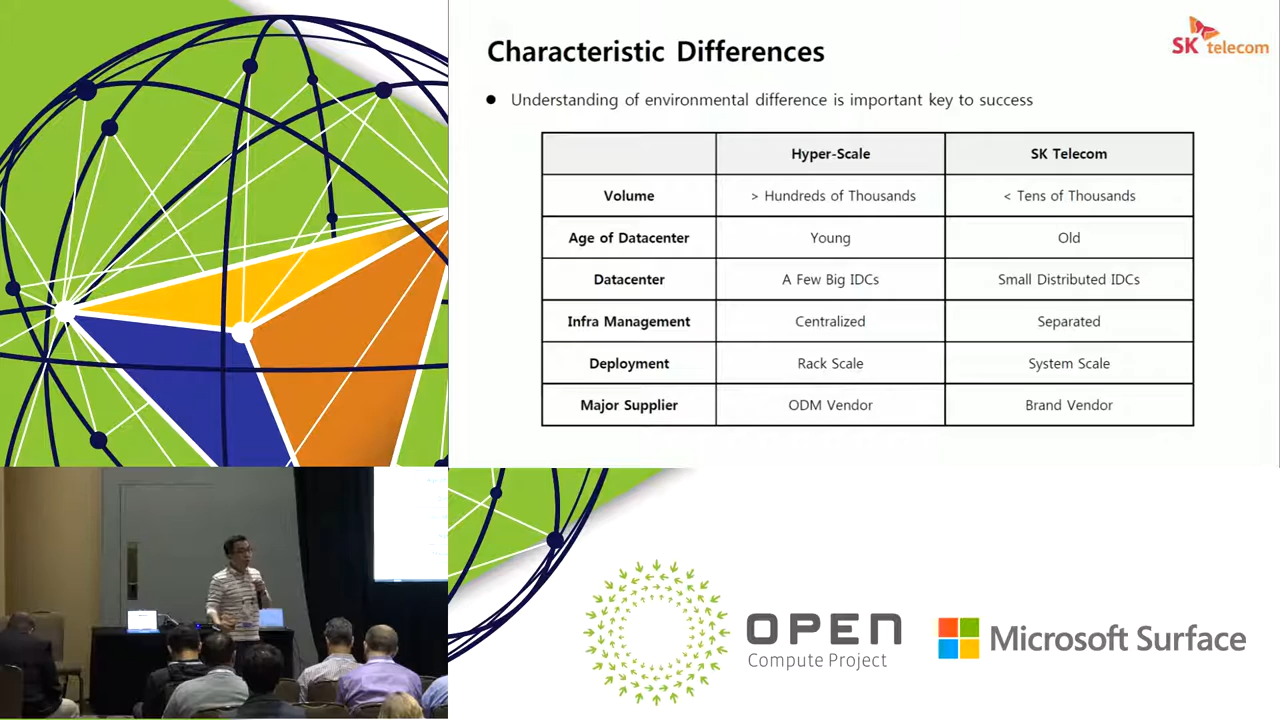 SK telecom
Characteristic Differences
● Understanding of environmental difference is important key to success
Hyper-Scale SK Telecom
Volume > Hundreds of Thousands < Tens of Thousands
Age of Datacenter Young Old
Datacenter A Few Big IDCs Small Distributed IDCs
Infra Management Centralized Separated
Deployment Rack Scale System Scale
Major Supplier ODM Vendor Brand Vendor
OPEN
Compute Project
Microsoft Surface